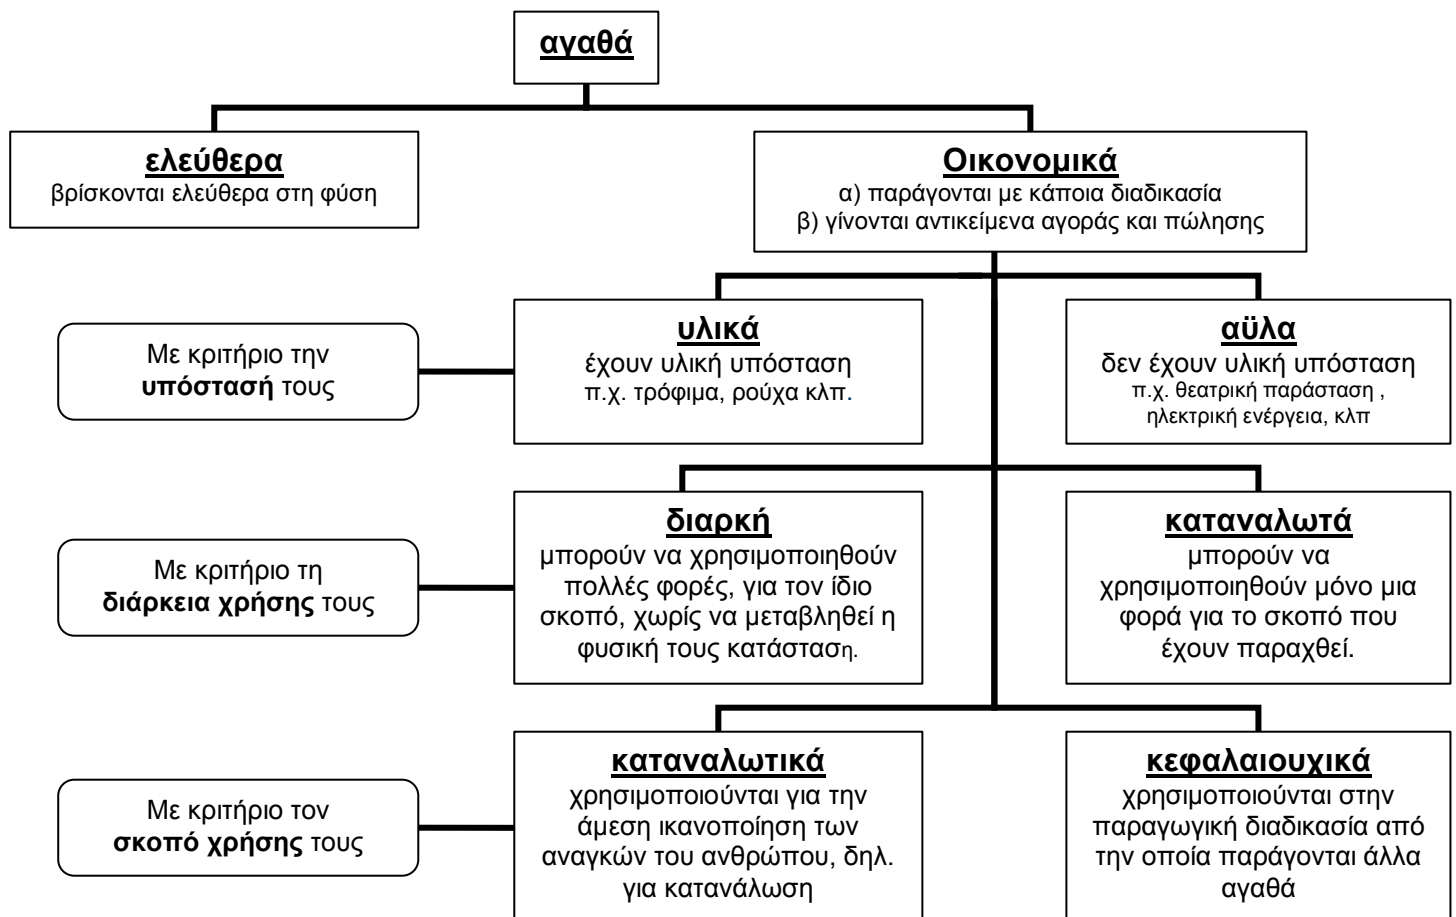 αγαθά
ελεύθερα
βρίσκονται ελεύθερα στη φύση
Οικονομικά
α) παράγονται με κάποια διαδικασία
β) γίνονται αντικείμενα αγοράς και πώλησης
Με κριτήριο την
υπόστασή τους
υλικά
έχουν υλική υπόσταση
π.χ. τρόφιμα, ρούχα κλπ.
αϋλα
δεν έχουν υλική υπόσταση
π.χ. θεατρική παράσταση ,
ηλεκτρική ενέργεια, κλπ
Με κριτήριο τη
διάρκεια χρήσης τους
διαρκή
μπορούν να χρησιμοποιηθούν
πολλές φορές, για τον ίδιο
σκοπό, χωρίς να μεταβληθεί η
φυσική τους κατάσταση.
καταναλωτά
μπορούν να
χρησιμοποιηθούν μόνο μια
φορά για το σκοπό που
έχουν παραχθεί.
Με κριτήριο τον
σκοπό χρήσης τους
καταναλωτικά
χρησιμοποιούνται για την
άμεση ικανοποίηση των
αναγκών του ανθρώπου, δηλ.
για κατανάλωση
κεφαλαιουχικά
χρησιμοποιούνται στην
παραγωγική διαδικασία από
την οποία παράγονται άλλα
αγαθά